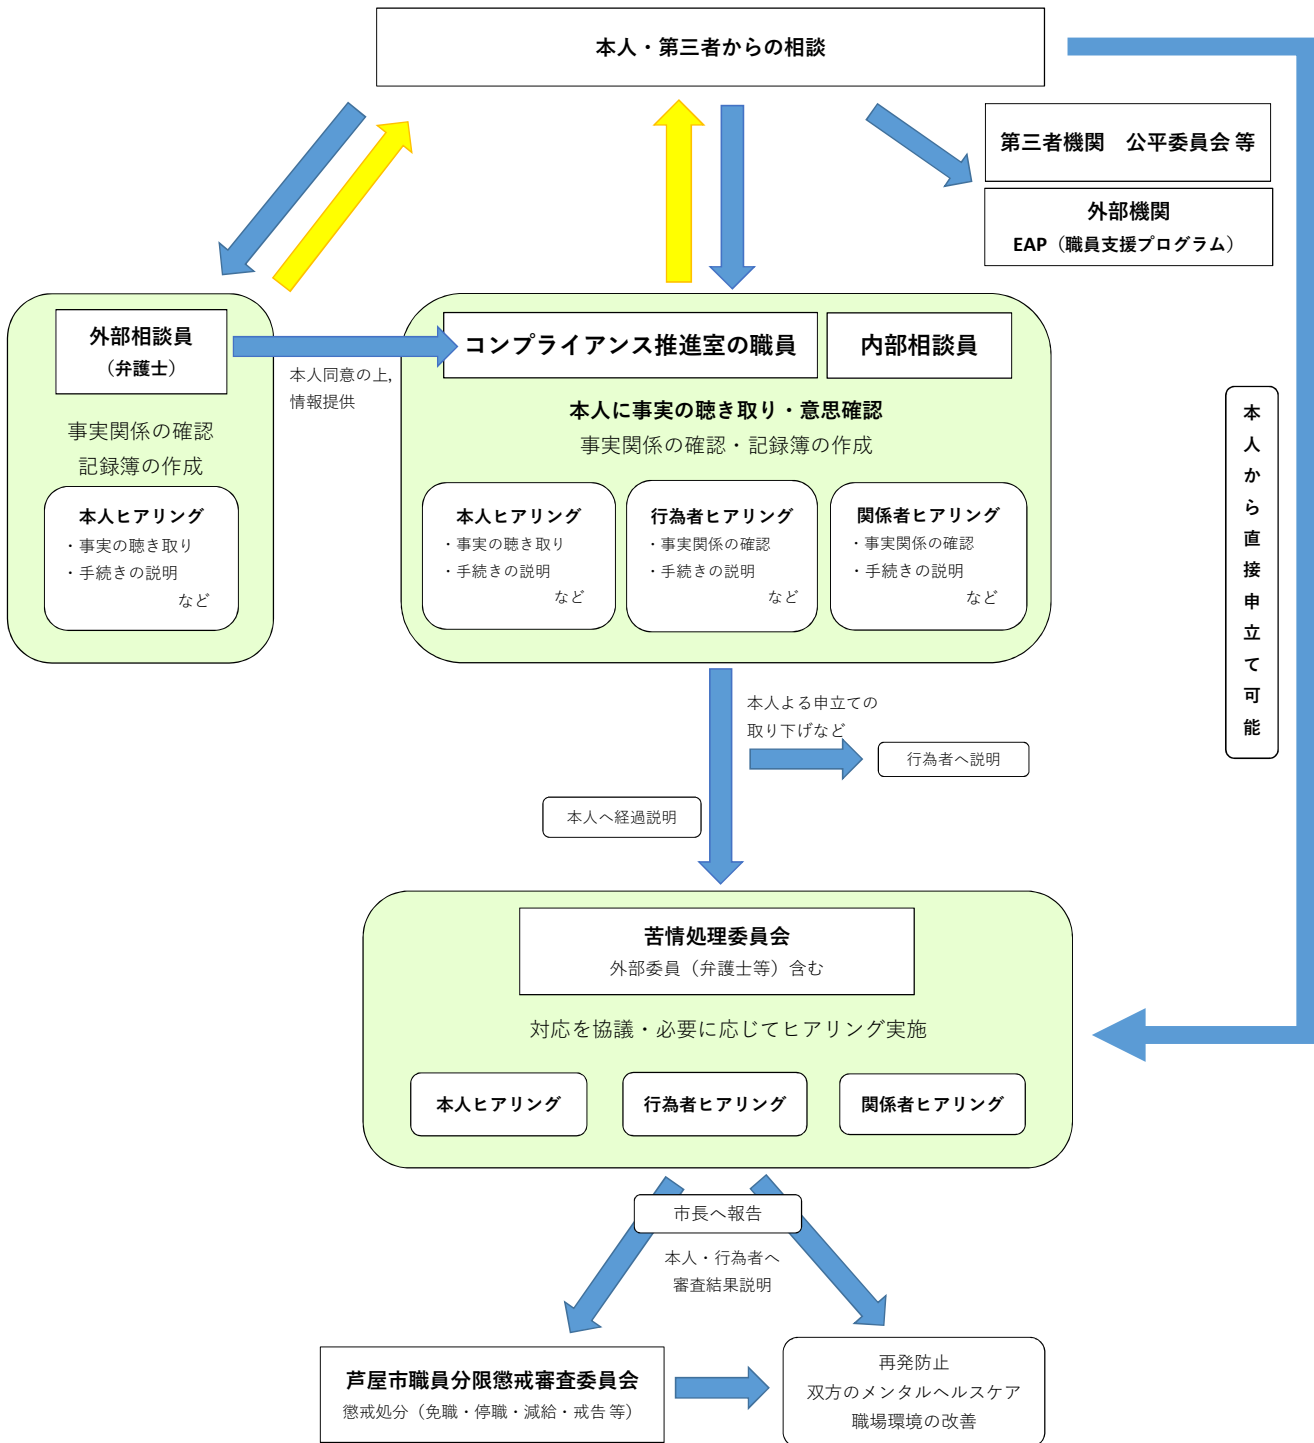 本人・第三者からの相談
第三者機関　公平委員会 等
外部機関
EAP（職員支援プログラム）
外部相談員
（弁護士）
本人同意の上,
情報提供
コンプライアンス推進室の職員
内部相談員
事実関係の確認
記録簿の作成
本人ヒアリング
・事実の聴き取り
・手続きの説明
など
本人に事実の聴き取り・意思確認
事実関係の確認・記録簿の作成
本人ヒアリング
・事実の聴き取り
・手続きの説明
など
行為者ヒアリング
・事実関係の確認
・手続きの説明
など
関係者ヒアリング
・事実関係の確認
・手続きの説明
など
本人から直接申立て可能
本人よる申立ての
取り下げなど
行為者へ説明
本人へ経過説明
苦情処理委員会
外部委員（弁護士等）含む
対応を協議・必要に応じてヒアリング実施
本人ヒアリング
行為者ヒアリング
関係者ヒアリング
市長へ報告
本人・行為者へ
審査結果説明
芦屋市職員分限懲戒審査委員会
懲戒処分（免職・停職・減給・戒告 等）
再発防止
双方のメンタルヘルスケア
職場環境の改善